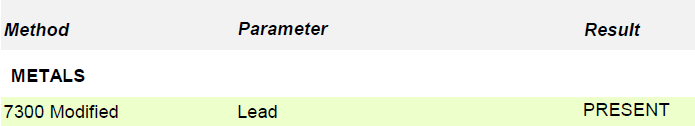 Method Parameter Result
METALS
7300 Modified Lead PRESENT